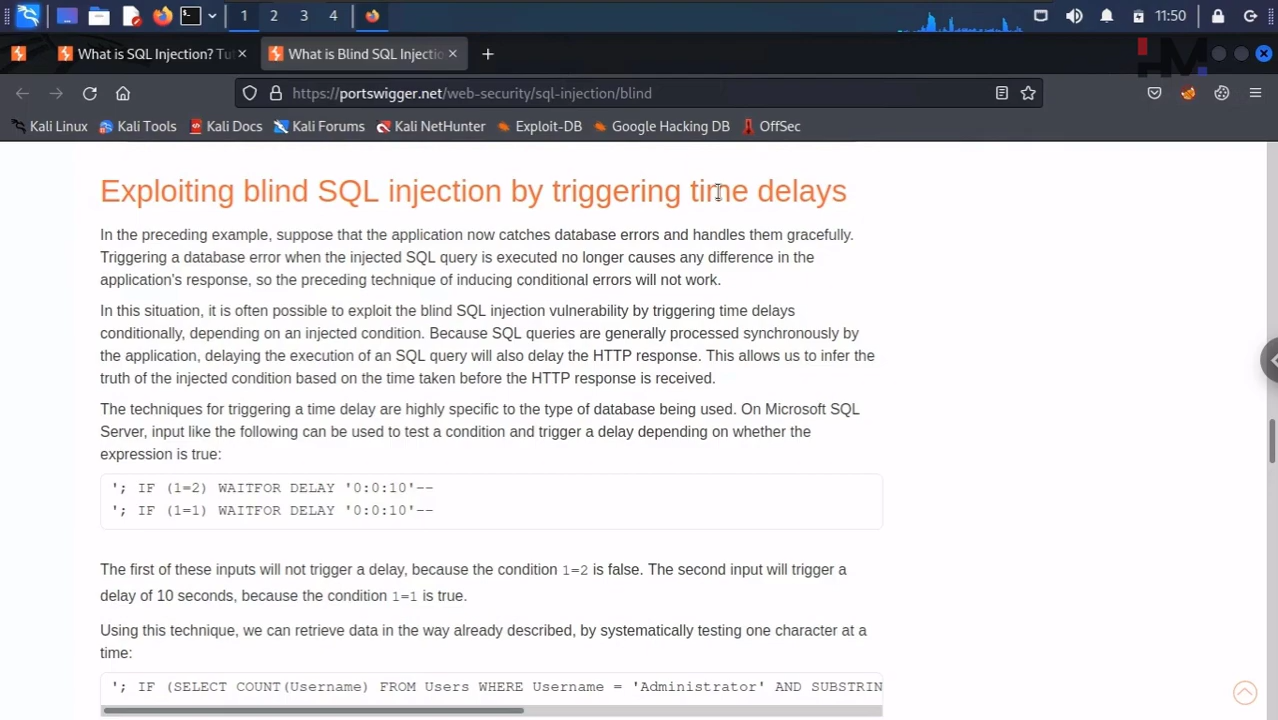 1 2 3 4 11:50
What is SQL Injection? Tu
What is Blind SQL Injectio
HM
https://portswigger.net/web-security/sql-injection/blind
Kali Linux Kali Tools Kali Docs Kali Forums Kali NetHunter Exploit-DB Google Hacking DB OffSec
Exploiting blind SQL injection by triggering time delays
In the preceding example, suppose that the application now catches database errors and handles them gracefully.
Triggering a database error when the injected SQL query is executed no longer causes any difference in the
application's response, so the preceding technique of inducing conditional errors will not work.
In this situation, it is often possible to exploit the blind SQL injection vulnerability by triggering time delays
conditionally, depending on an injected condition. Because SQL queries are generally processed synchronously by
the application, delaying the execution of an SQL query will also delay the HTTP response. This allows us to infer the
truth of the injected condition based on the time taken before the HTTP response is received.
The techniques for triggering a time delay are highly specific to the type of database being used. On Microsoft SQL
Server, input like the following can be used to test a condition and trigger a delay depending on whether the
expression is true:
'; IF (1=2) WAITFOR DELAY '0:0:10'--
'; IF (1=1) WAITFOR DELAY '0:0:10'--
The first of these inputs will not trigger a delay, because the condition 1=2 is false. The second input will trigger a
delay of 10 seconds, because the condition 1=1 is true.
Using this technique, we can retrieve data in the way already described, by systematically testing one character at a
time:
'; IF (SELECT COUNT(Username) FROM Users WHERE Username = 'Administrator' AND SUBSTRIN